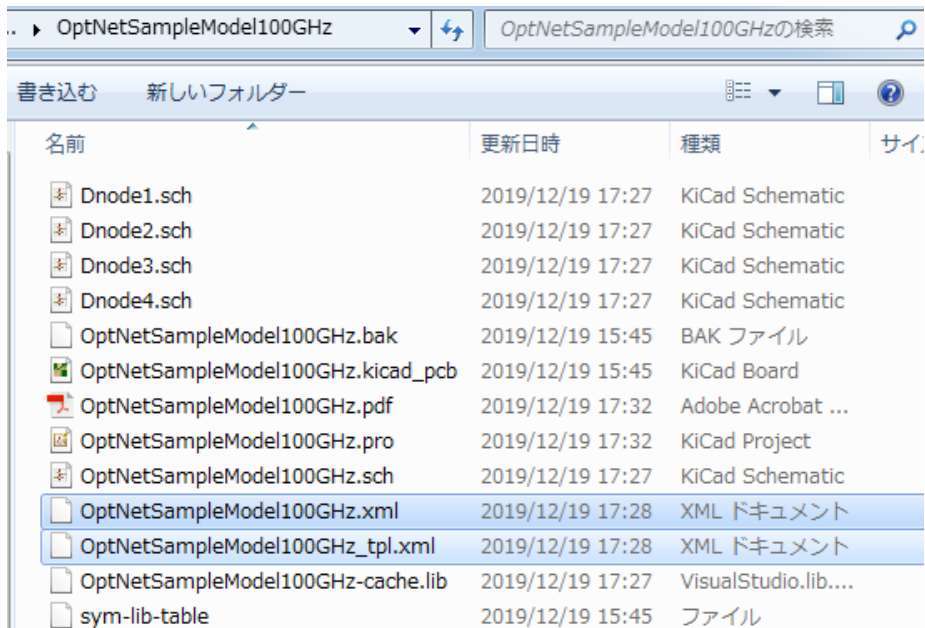 .. ▸ OptNetSampleModel100GHz OptNetSampleModel100GHzの検索
書き込む 新しいフォルダー
名前 更新日時 種類 サイ
Dnode1.sch 2019/12/19 17:27 KiCad Schematic
Dnode2.sch 2019/12/19 17:27 KiCad Schematic
Dnode3.sch 2019/12/19 17:27 KiCad Schematic
Dnode4.sch 2019/12/19 17:27 KiCad Schematic
OptNetSampleModel100GHz.bak 2019/12/19 15:45 BAK ファイル
OptNetSampleModel100GHz.kicad_pcb 2019/12/19 15:45 KiCad Board
OptNetSampleModel100GHz.pdf 2019/12/19 17:32 Adobe Acrobat ...
OptNetSampleModel100GHz.pro 2019/12/19 17:32 KiCad Project
OptNetSampleModel100GHz.sch 2019/12/19 17:27 KiCad Schematic
OptNetSampleModel100GHz.xml 2019/12/19 17:28 XML ドキュメント
OptNetSampleModel100GHz_tpl.xml 2019/12/19 17:28 XML ドキュメント
OptNetSampleModel100GHz-cache.lib 2019/12/19 17:27 VisualStudio.lib....
sym-lib-table 2019/12/19 15:45 ファイル